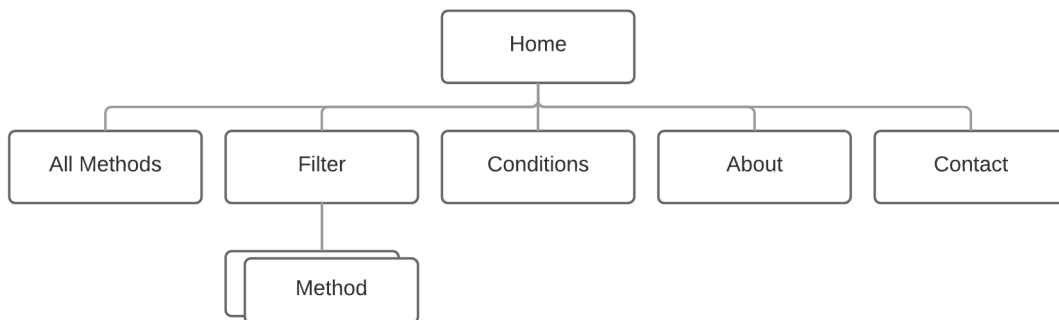 Home
All Methods
Filter
Conditions
About
Contact
Method